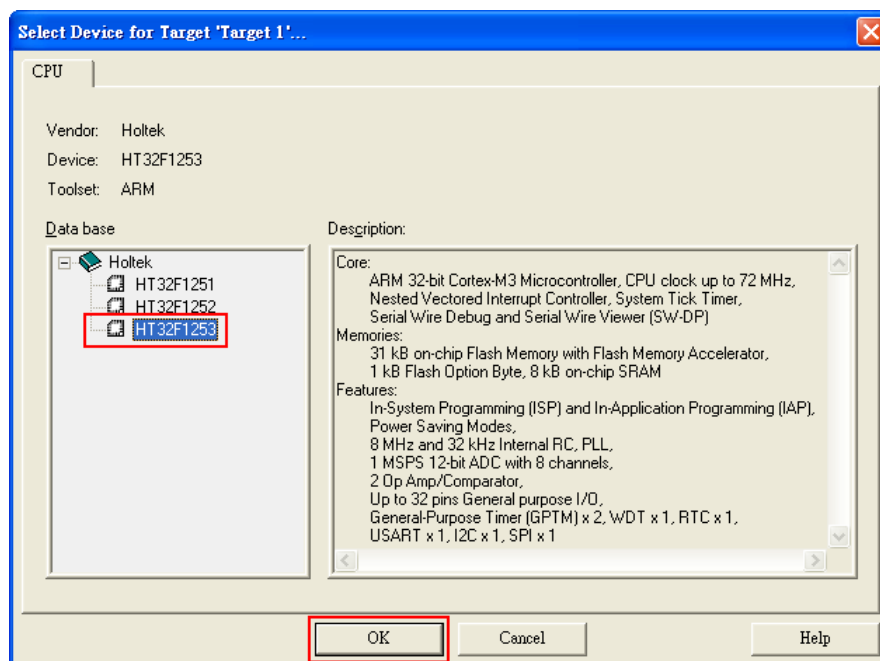 Select Device for Target 'Target 1'...
CPU
Vendor: Holtek
Device: HT32F1253
Toolset: ARM
Data base
Holtek
HT32F1251
HT32F1252
HT32F1253
Description:
Core:
ARM 32-bit Cortex-M3 Microcontroller, CPU clock up to 72 MHz,
Nested Vectored Interrupt Controller, System Tick Timer,
Serial Wire Debug and Serial Wire Viewer (SW-DP)
Memories:
31 kB on-chip Flash Memory with Flash Memory Accelerator,
1 kB Flash Option Byte, 8 kB on-chip SRAM
Features:
In-System Programming (ISP) and In-Application Programming (IAP),
Power Saving Modes,
8 MHz and 32 kHz Internal RC, PLL,
1 MSPS 12-bit ADC with 8 channels,
2 Op Amp/Comparator,
Up to 32 pins General purpose I/O,
General-Purpose Timer (GPTM) x 2, WDT x 1, RTC x 1,
USART x 1, I2C x 1, SPI x 1
OK
Cancel
Help